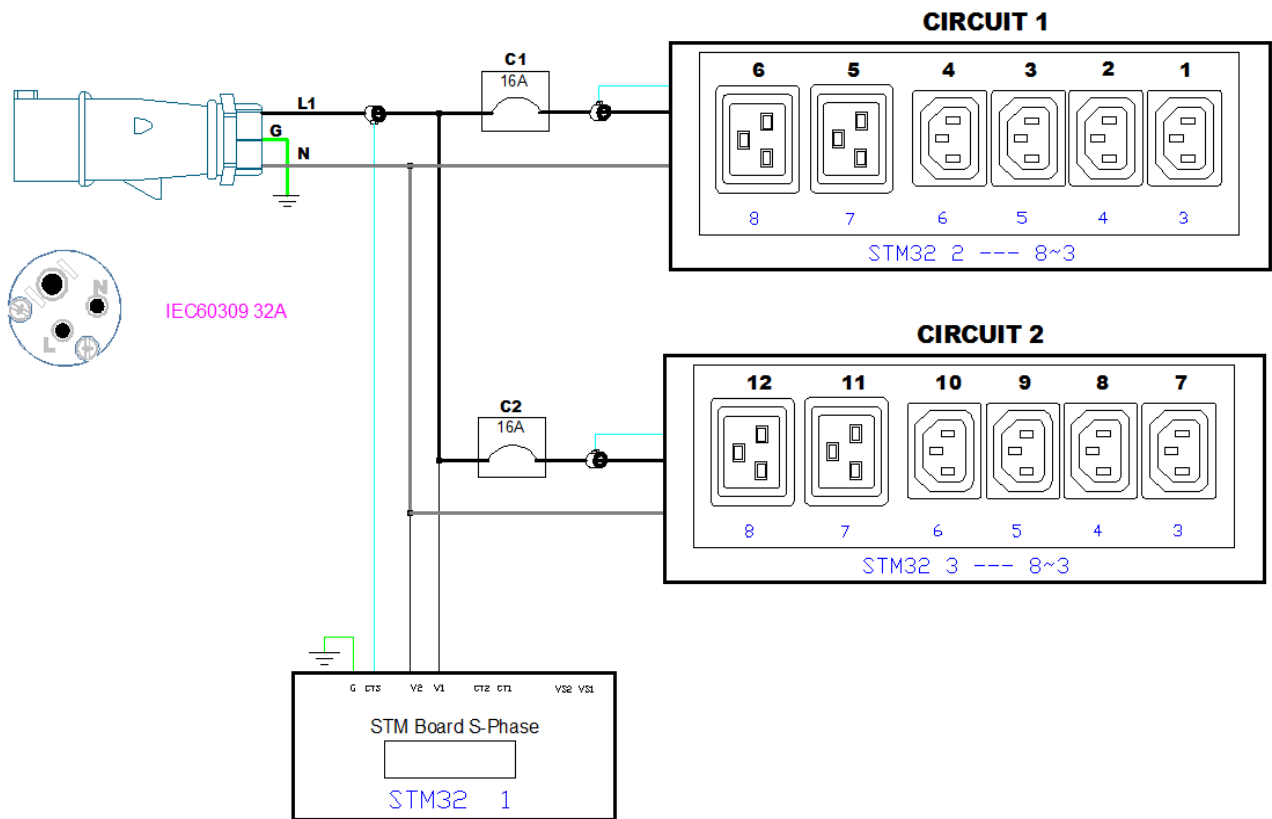 CIRCUIT 1
C1
16A
6 5 4 3 2 1
L1
G
N
8 7 6 5 4 3
STM32 2 --- 8~3
N
L
IEC60309 32A
CIRCUIT 2
12 11 10 9 8 7
C2
16A
8 7 6 5 4 3
STM32 3 --- 8~3
G CT3 V2 V1 CT2 CT1 VS2 VS1
STM Board S-Phase
STM32 1